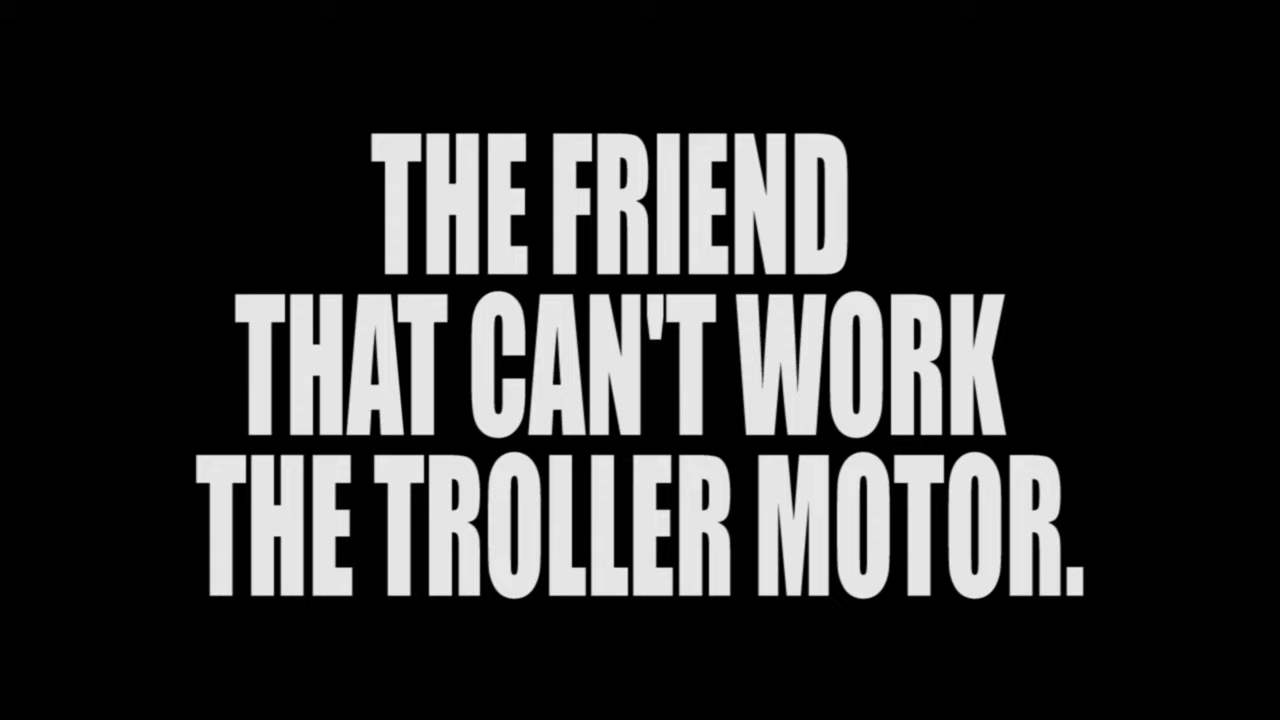 THE FRIEND
THAT CAN'T WORK
THE TROLLER MOTOR.